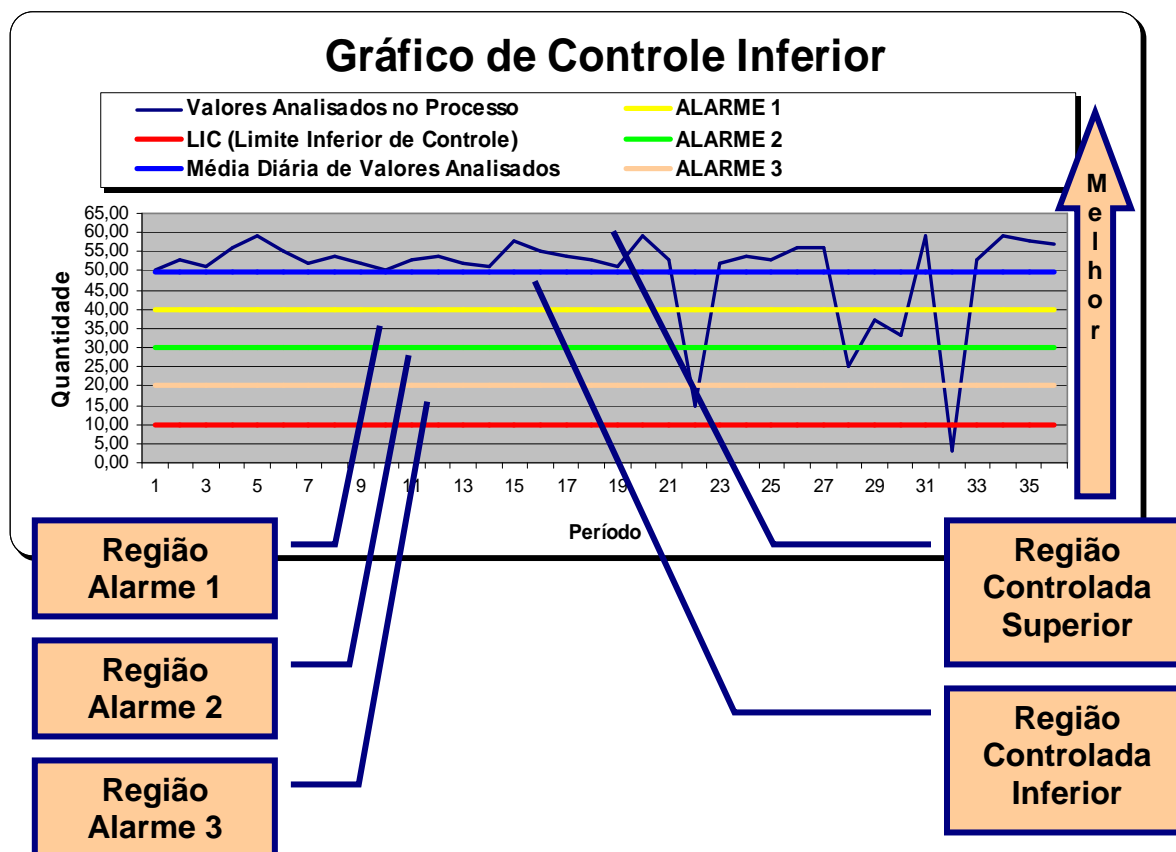 Gráfico de Controle Inferior
Valores Analisados no Processo
ALARME 1
LIC (Limite Inferior de Controle)
ALARME 2
Média Diária de Valores Analisados
ALARME 3
Melhor
Quantidade
65,00
60,00
55,00
50,00
45,00
40,00
35,00
30,00
25,00
20,00
15,00
10,00
5,00
0,00
1 3 5 7 9 11 13 15 17 19 21 23 25 27 29 31 33 35
Período
Região
Alarme 1
Região
Alarme 2
Região
Alarme 3
Região
Controlada
Superior
Região
Controlada
Inferior